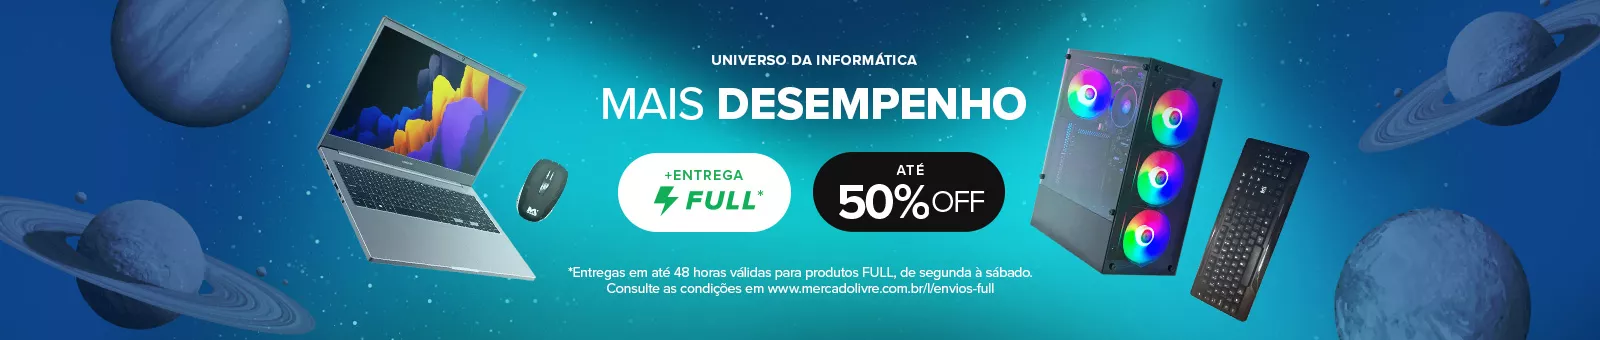 UNIVERSO DA INFORMÁTICA
MAIS DESEMPENHO
+ENTREGA
FULL*
ATÉ
50%OFF
*Entregas em até 48 horas válidas para produtos FULL, de segunda à sábado.
Consulte as condições em www.mercadolivre.com.br/l/envios-full